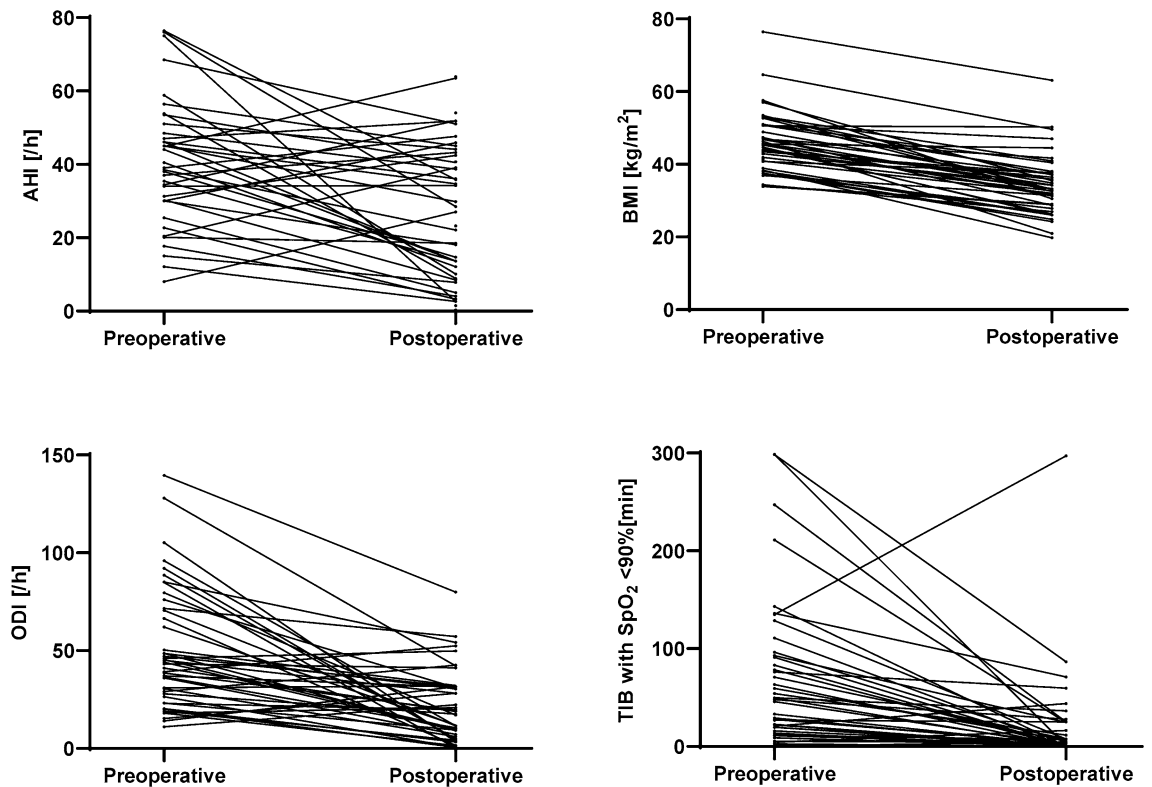 AHI [/h]
80
60
40
20
0
Preoperative
Postoperative
BMI [kg/m²]
80
60
40
20
0
Preoperative
Postoperative
ODI [/h]
150
100
50
0
Preoperative
Postoperative
TIB with SpO₂ <90%[min]
300
200
100
0
Preoperative
Postoperative